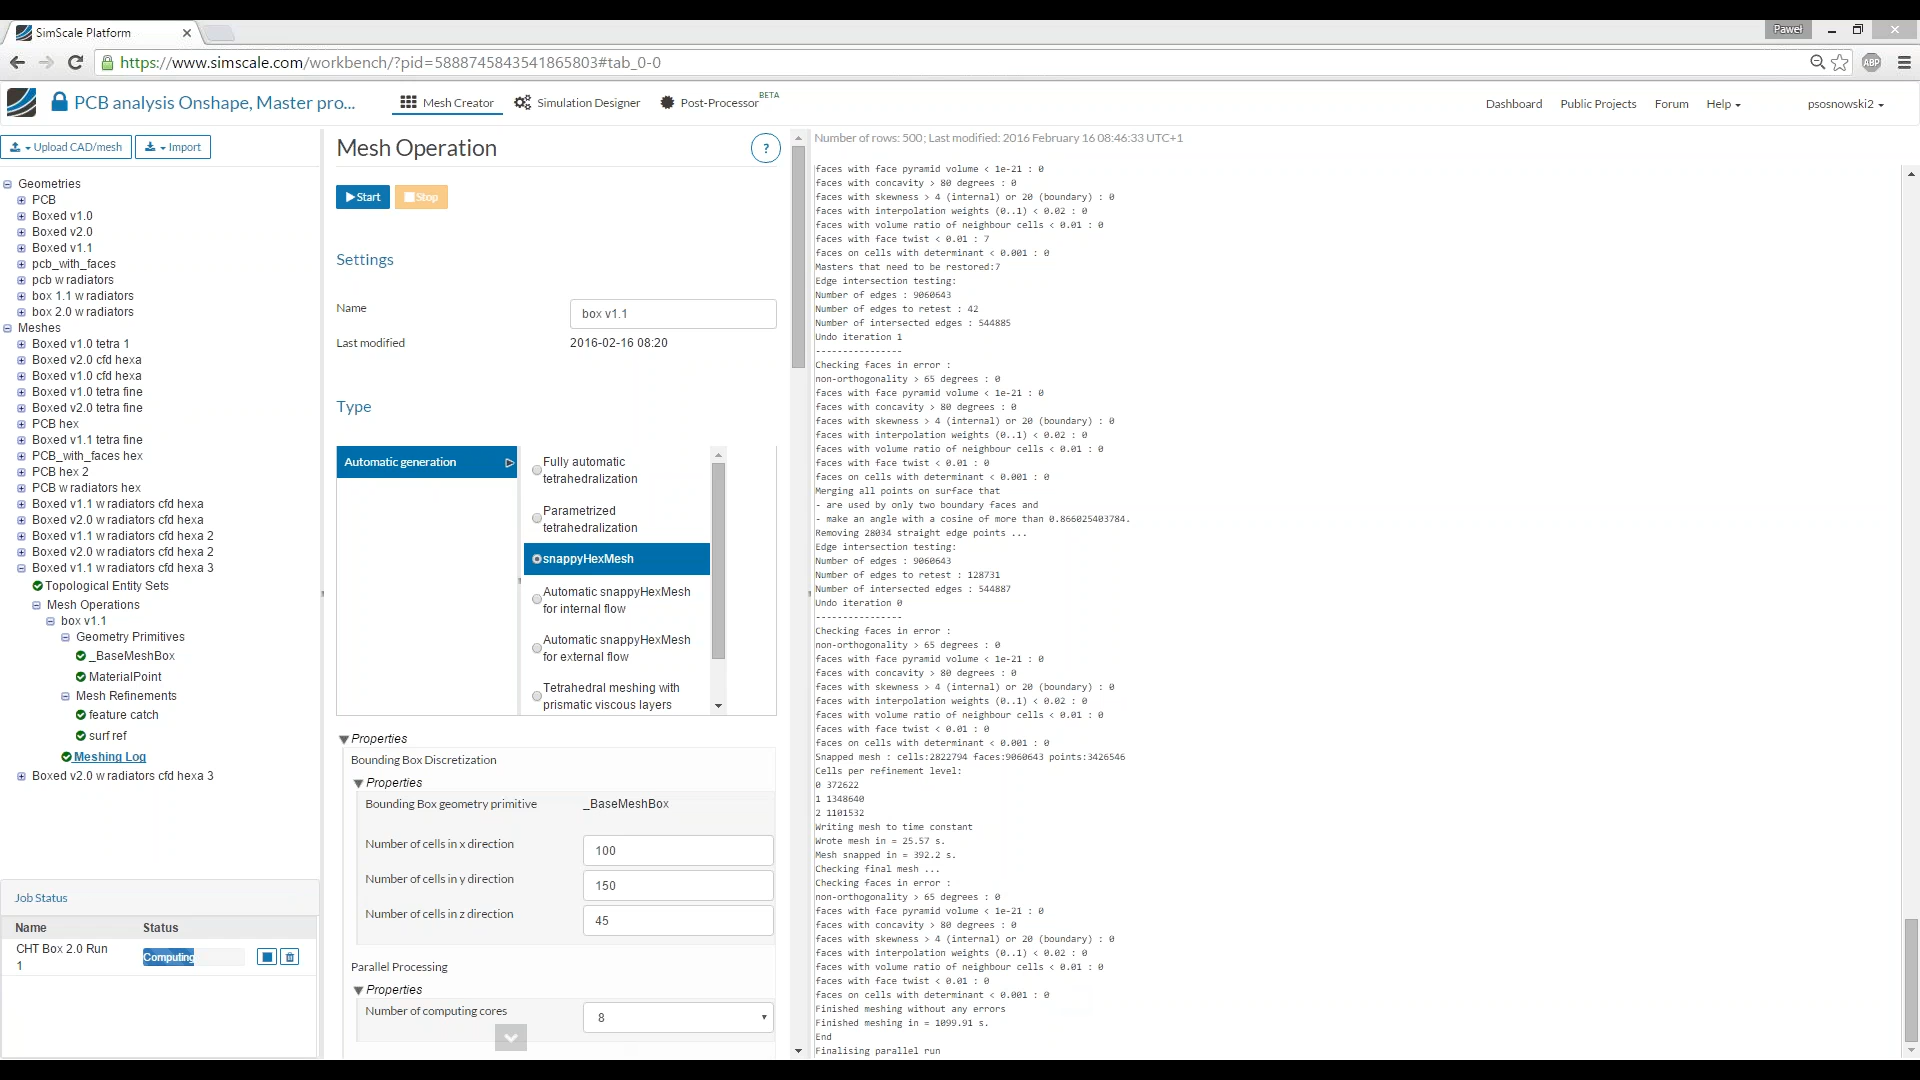 SimScale Platform
Paweł
https://www.simscale.com/workbench/?pid=5888745843541865803#tab_0-0
ABP
PCB analysis Onshape, Master pro...
Mesh Creator
Simulation Designer
Post-Processor
BETA
Dashboard
Public Projects
Forum
Help
psosnowski2
Upload CAD/mesh
Import
Geometries
PCB
Boxed v1.0
Boxed v2.0
Boxed v1.1
pcb_with_faces
pcb w radiators
box 1.1 w radiators
box 2.0 w radiators
Meshes
Boxed v1.0 tetra 1
Boxed v2.0 cfd hexa
Boxed v1.0 cfd hexa
Boxed v1.0 tetra fine
Boxed v2.0 tetra fine
PCB hex
Boxed v1.1 tetra fine
PCB_with_faces hex
PCB hex 2
PCB w radiators hex
Boxed v1.1 w radiators cfd hexa
Boxed v2.0 w radiators cfd hexa
Boxed v1.1 w radiators cfd hexa 2
Boxed v2.0 w radiators cfd hexa 2
Boxed v1.1 w radiators cfd hexa 3
Topological Entity Sets
Mesh Operations
box v1.1
Geometry Primitives
_BaseMeshBox
MaterialPoint
Mesh Refinements
feature catch
surf ref
Meshing Log
Boxed v2.0 w radiators cfd hexa 3
Job Status
Name Status
CHT Box 2.0 Run 1
Computing
Mesh Operation
?
Start
Stop
Settings
Name
box v1.1
Last modified
2016-02-16 08:20
Type
Automatic generation
Fully automatic
tetrahedralization
Parametrized
tetrahedralization
snappyHexMesh
Automatic snappyHexMesh
for internal flow
Automatic snappyHexMesh
for external flow
Tetrahedral meshing with
prismatic viscous layers
Properties
Bounding Box Discretization
Properties
Bounding Box geometry primitive
_BaseMeshBox
Number of cells in x direction
100
Number of cells in y direction
150
Number of cells in z direction
45
Parallel Processing
Properties
Number of computing cores
8
Number of rows: 500; Last modified: 2016 February 16 08:46:33 UTC+1
faces with face pyramid volume < 1e-21 : 0
faces with concavity > 80 degrees : 0
faces with skewness > 4 (internal) or 20 (boundary) : 0
faces with interpolation weights (0..1) < 0.02 : 0
faces with volume ratio of neighbour cells < 0.01 : 0
faces with face twist < 0.01 : 7
faces on cells with determinant < 0.001 : 0
Masters that need to be restored:7
Edge intersection testing:
Number of edges : 9060643
Number of edges to retest : 42
Number of intersected edges : 544885
Undo iteration 1
----------------
Checking faces in error :
non-orthogonality > 65 degrees : 0
faces with face pyramid volume < 1e-21 : 0
faces with concavity > 80 degrees : 0
faces with skewness > 4 (internal) or 20 (boundary) : 0
faces with interpolation weights (0..1) < 0.02 : 0
faces with volume ratio of neighbour cells < 0.01 : 0
faces with face twist < 0.01 : 0
faces on cells with determinant < 0.001 : 0
Merging all points on surface that
- are used by only two boundary faces and
- make an angle with a cosine of more than 0.866025403784.
Removing 28034 straight edge points ...
Edge intersection testing:
Number of edges : 9060643
Number of edges to retest : 128731
Number of intersected edges : 544887
Undo iteration 0
----------------
Checking faces in error :
non-orthogonality > 65 degrees : 0
faces with face pyramid volume < 1e-21 : 0
faces with concavity > 80 degrees : 0
faces with skewness > 4 (internal) or 20 (boundary) : 0
faces with interpolation weights (0..1) < 0.02 : 0
faces with volume ratio of neighbour cells < 0.01 : 0
faces with face twist < 0.01 : 0
faces on cells with determinant < 0.001 : 0
Snapped mesh : cells:2822794 faces:9060643 points:3426546
Cells per refinement level:
0 372622
1 1348640
2 1101532
Writing mesh to time constant
Wrote mesh in = 25.57 s.
Mesh snapped in = 392.2 s.
Checking final mesh ...
Checking faces in error :
non-orthogonality > 65 degrees : 0
faces with face pyramid volume < 1e-21 : 0
faces with concavity > 80 degrees : 0
faces with skewness > 4 (internal) or 20 (boundary) : 0
faces with interpolation weights (0..1) < 0.02 : 0
faces with volume ratio of neighbour cells < 0.01 : 0
faces with face twist < 0.01 : 0
faces on cells with determinant < 0.001 : 0
Finished meshing without any errors
Finished meshing in = 1099.91 s.
End
Finalising parallel run